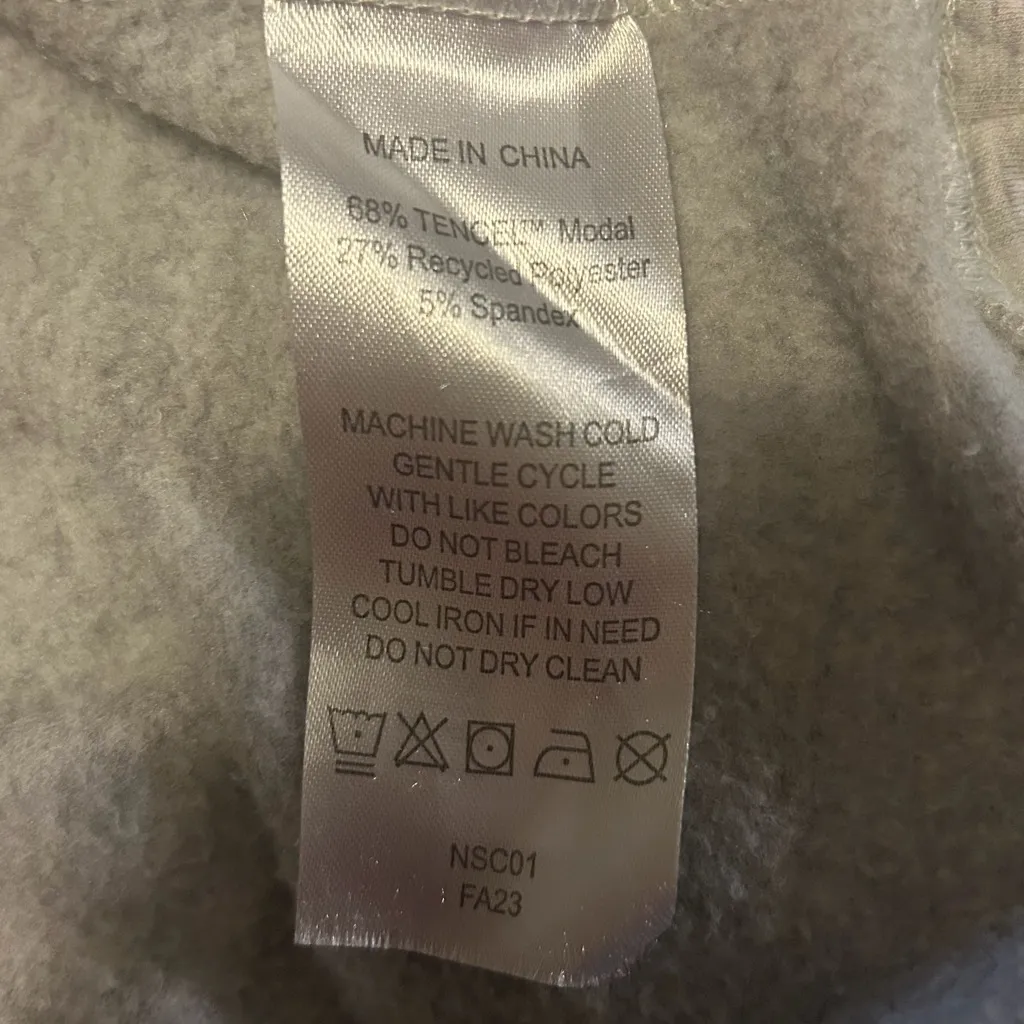 MADE IN CHINA
68% TENCEL™ Modal
27% Recycled Polyester
5% Spandex
MACHINE WASH COLD
GENTLE CYCLE
WITH LIKE COLORS
DO NOT BLEACH
TUMBLE DRY LOW
COOL IRON IF IN NEED
DO NOT DRY CLEAN
NSC01
FA23